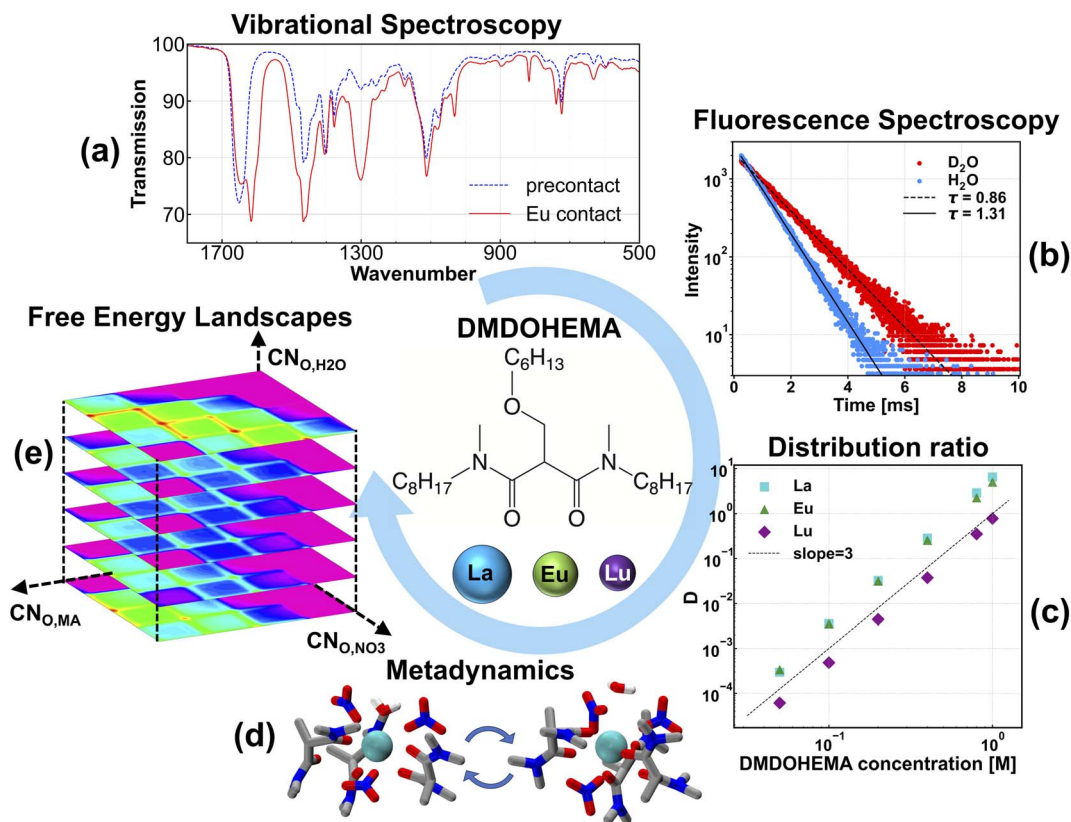 Vibrational Spectroscopy
(a)
Transmission
100
90
100
80
70
precontact
Eu contact
1700
1300
900
500
Wavenumber
Fluorescence Spectroscopy
D₂O
H₂O
τ = 0.86
τ = 1.31
Intensity
10³
10²
10¹
(b)
0
2
4
6
8
10
Time [ms]
Free Energy Landscapes
CN_O,H2O
(e)
CN_O,MA
CN_O,NO3
DMDOHEMA
C₆H₁₃
O
N
N
C₈H₁₇
C₈H₁₇
O
O
La
Eu
Lu
Distribution ratio
La
Eu
Lu
slope=3
D
10¹
10⁰
10⁻¹
10⁻²
10⁻³
10⁻⁴
(c)
10⁻¹
10⁰
DMDOHEMA concentration [M]
Metadynamics
(d)